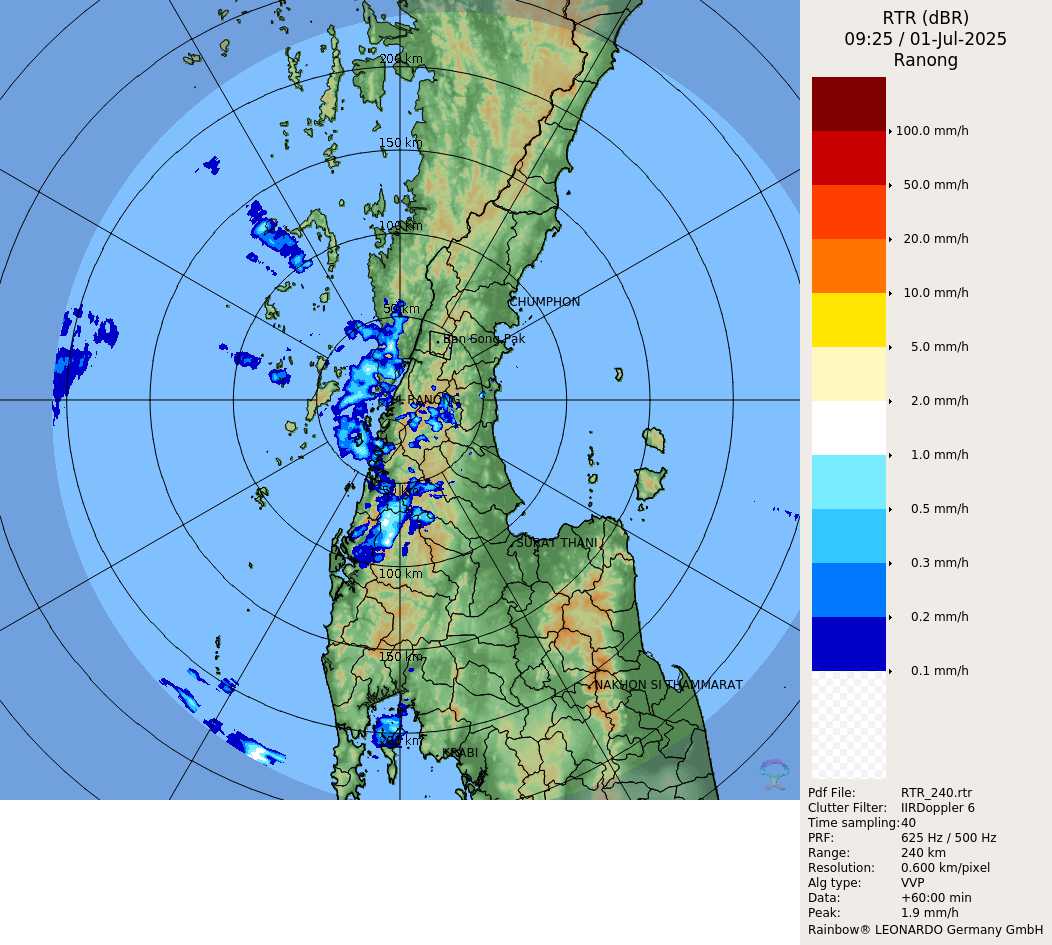 200 km
150 km
100 km
50 km
CHUMPHON
Ban Song Pak
RANONG
SURAT THANI
100 km
150 km
NAKHON SI THAMMARAT
KRABI
RTR (dBR)
09:25 / 01-Jul-2025
Ranong
100.0 mm/h
50.0 mm/h
20.0 mm/h
10.0 mm/h
5.0 mm/h
2.0 mm/h
1.0 mm/h
0.5 mm/h
0.3 mm/h
0.2 mm/h
0.1 mm/h
Pdf File: RTR_240.rtr
Clutter Filter: IIRDoppler 6
Time sampling:40
PRF: 625 Hz / 500 Hz
Range: 240 km
Resolution: 0.600 km/pixel
Alg type: VVP
Data: +60:00 min
Peak: 1.9 mm/h
Rainbow® LEONARDO Germany GmbH